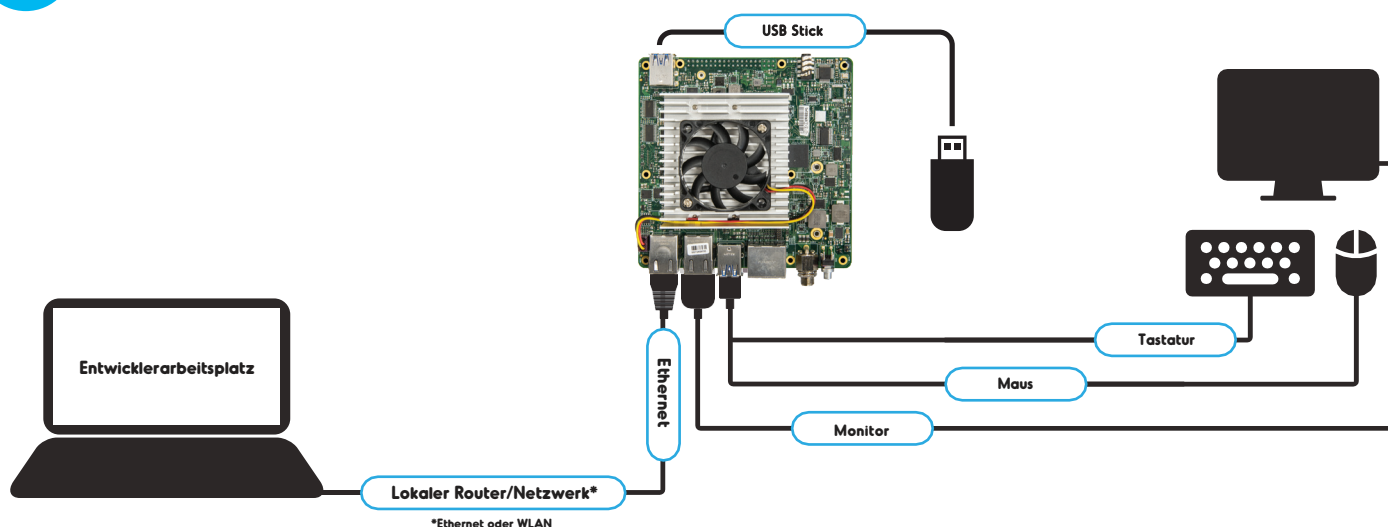 USB Stick
Entwicklerarbeitsplatz
Ethernet
Tastatur
Maus
Monitor
Lokaler Router/Netzwerk*
*Ethernet oder WLAN